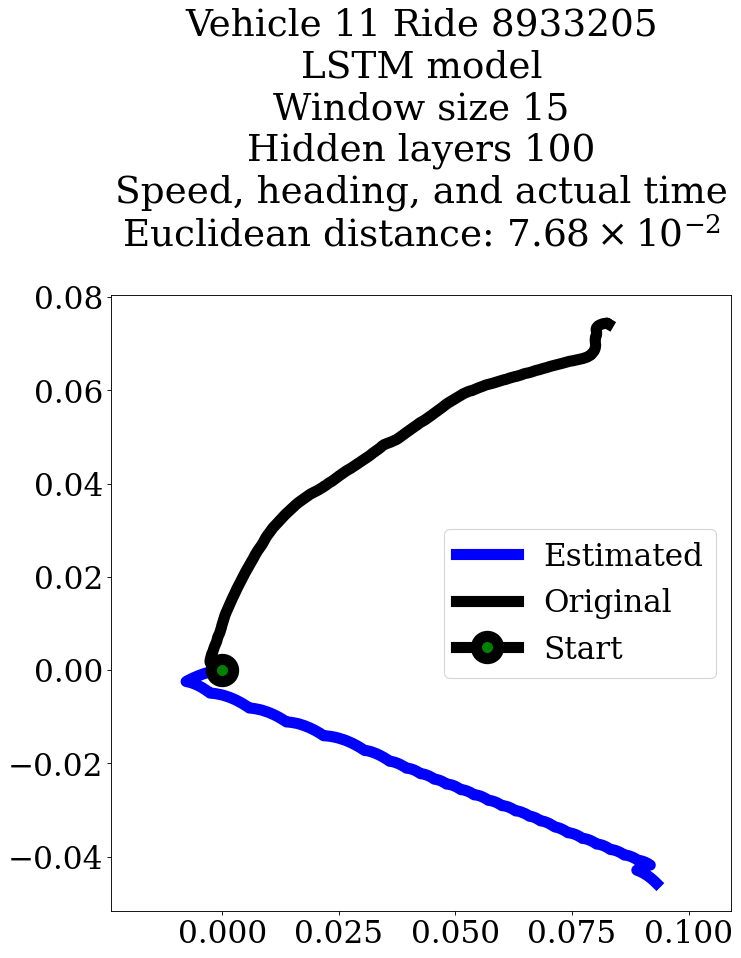 Vehicle 11 Ride 8933205
LSTM model
Window size 15
Hidden layers 100
Speed, heading, and actual time
Euclidean distance: 7.68 × 10⁻²
0.08
0.06
0.04
0.02
0.00
−0.02
−0.04
Estimated
Original
Start
0.000 0.025 0.050 0.075 0.100